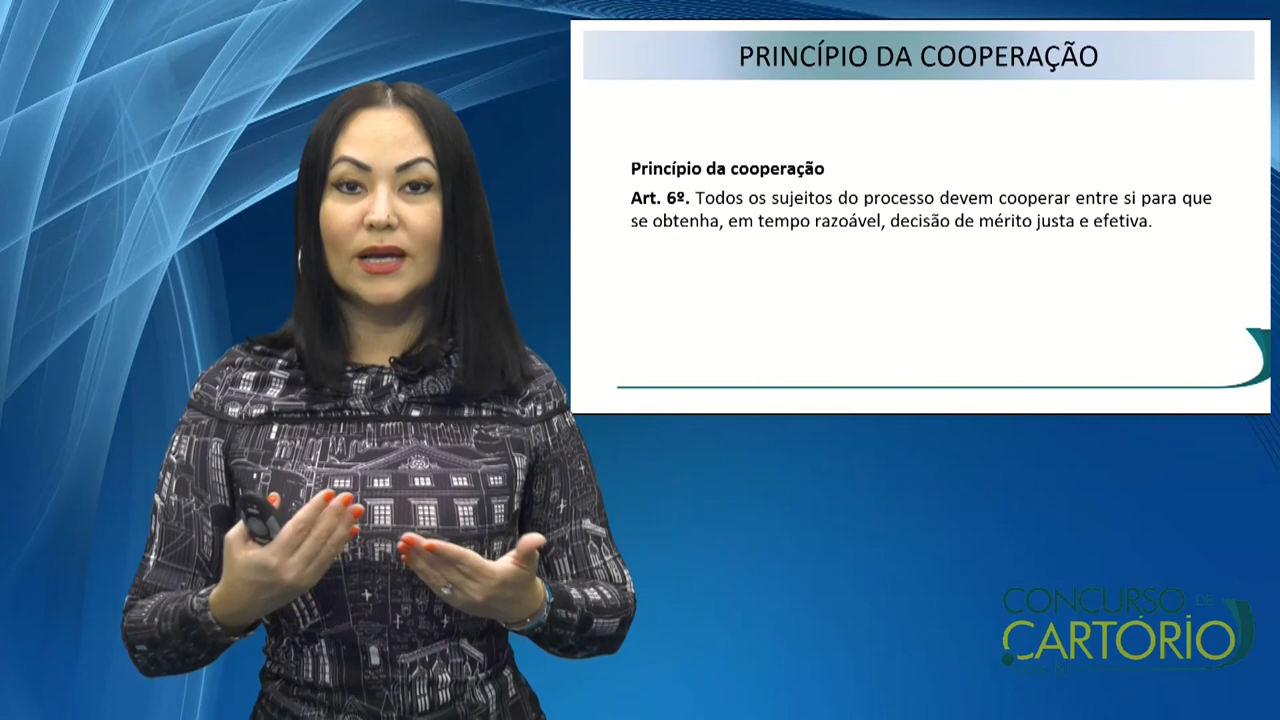 PRINCÍPIO DA COOPERAÇÃO
Princípio da cooperação
Art. 6º. Todos os sujeitos do processo devem cooperar entre si para que
se obtenha, em tempo razoável, decisão de mérito justa e efetiva.
CONCURSO DE
CARTÓRIO